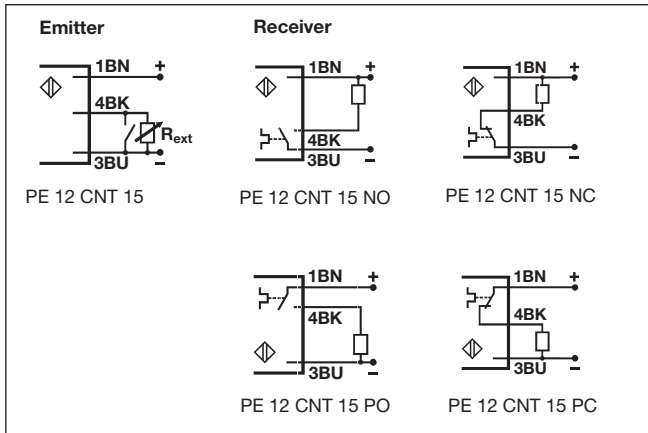 Emitter
Receiver
1BN +
4BK
Rext
3BU −
PE 12 CNT 15
1BN +
4BK
3BU −
PE 12 CNT 15 NO
1BN +
4BK
3BU −
PE 12 CNT 15 NC
1BN +
4BK
3BU −
PE 12 CNT 15 PO
1BN +
4BK
3BU −
PE 12 CNT 15 PC